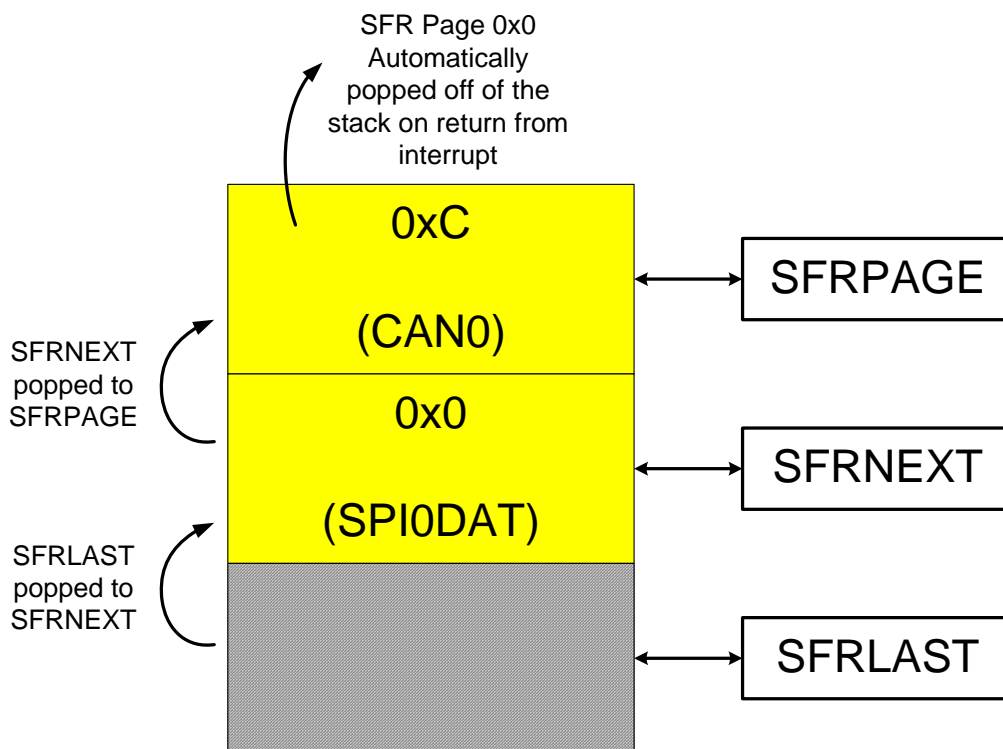 SFR Page 0x0
Automatically
popped off of the
stack on return from
interrupt
0xC
(CAN0)
SFRPAGE
SFRNEXT
popped to
SFRPAGE
0x0
(SPI0DAT)
SFRNEXT
SFRLAST
popped to
SFRNEXT
SFRLAST